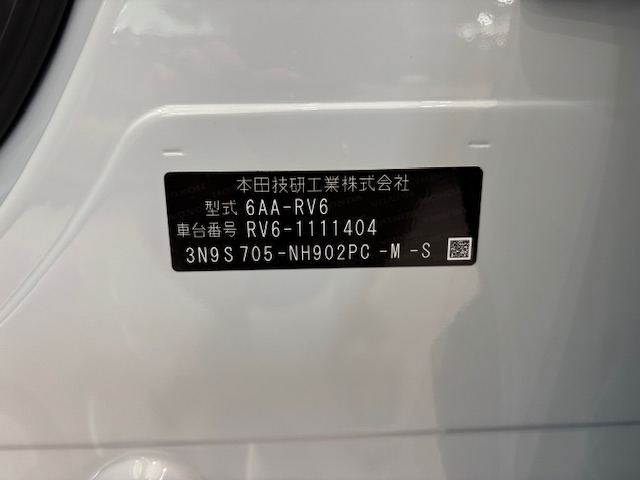 本田技研工業株式会社
型式 6AA-RV6
車台番号 RV6-1111404
3N9S705-NH902PC-M-S